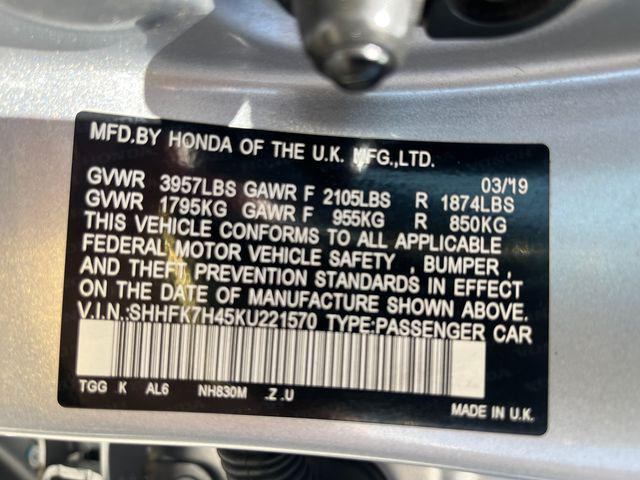 MFD.BY HONDA OF THE U.K. MFG.,LTD.
03/19
GVWR 3957LBS GAWR F 2105LBS R 1874LBS
GVWR 1795KG GAWR F 955KG R 850KG
THIS VEHICLE CONFORMS TO ALL APPLICABLE
FEDERAL MOTOR VEHICLE SAFETY , BUMPER ,
AND THEFT PREVENTION STANDARDS IN EFFECT
ON THE DATE OF MANUFACTURE SHOWN ABOVE.
V.I.N.:SHHFK7H45KU221570 TYPE:PASSENGER CAR
TGG K AL6 NH830M .Z .U
MADE IN U.K.